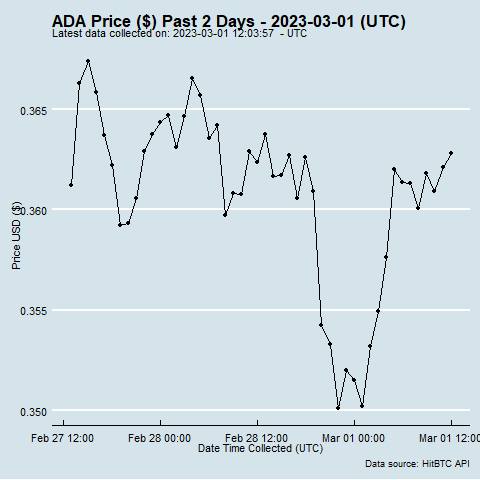 ADA Price ($) Past 2 Days - 2023-03-01 (UTC)
Latest data collected on: 2023-03-01 12:03:57  - UTC
Price USD ($)
0.365
0.360
0.355
0.350
Feb 27 12:00
Feb 28 00:00
Feb 28 12:00
Mar 01 00:00
Mar 01 12:00
Date Time Collected (UTC)
Data source: HitBTC API